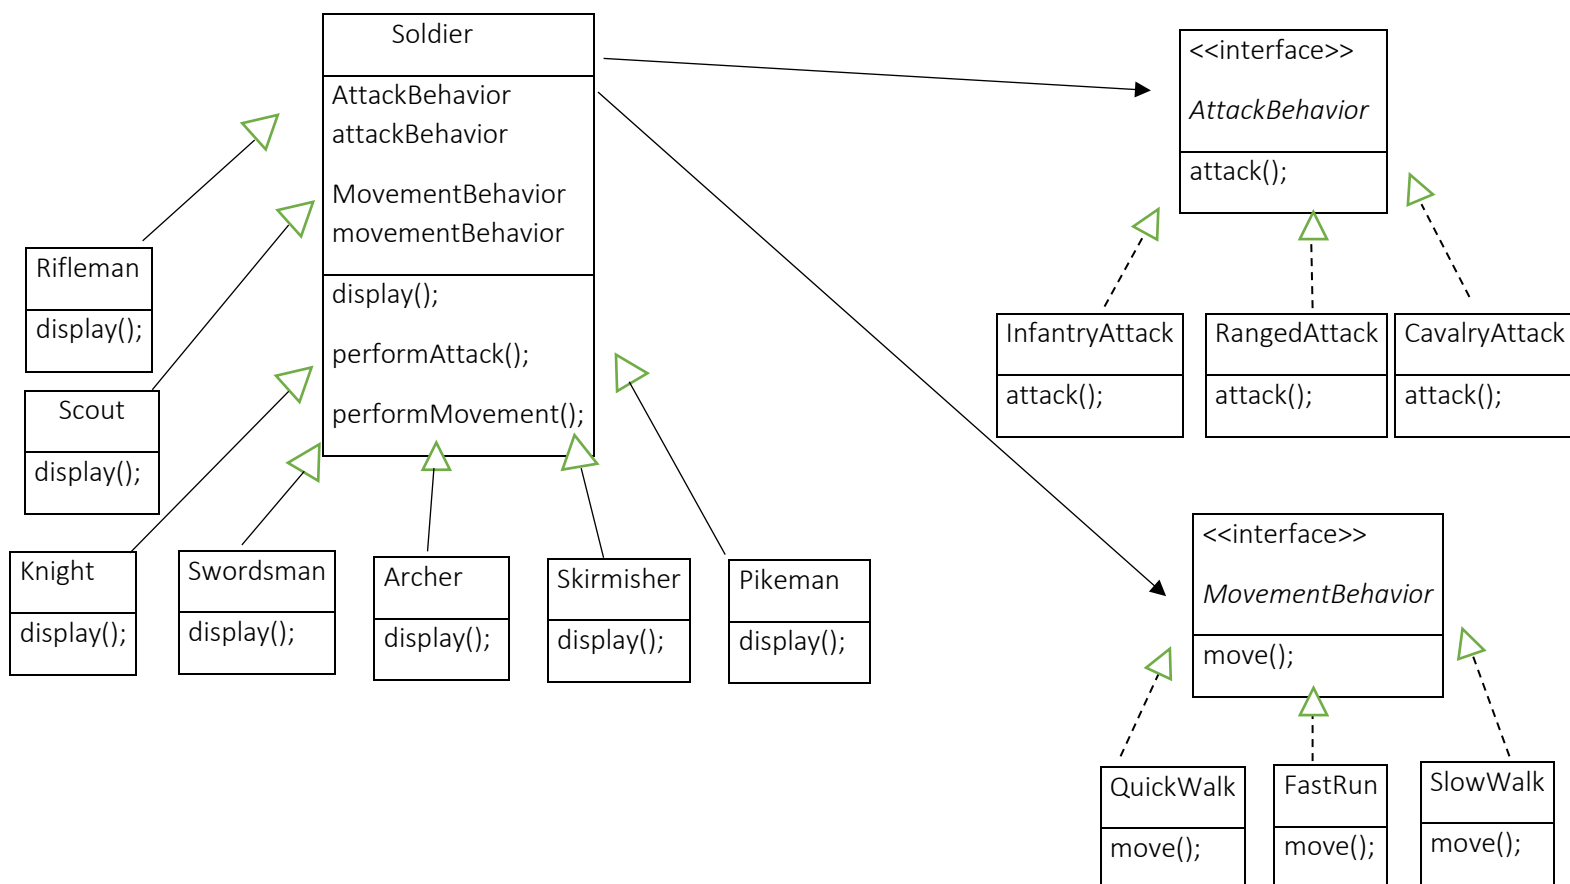 Soldier
AttackBehavior
attackBehavior
MovementBehavior
movementBehavior
display();
performAttack();
performMovement();
<<interface>>
AttackBehavior
attack();
InfantryAttack
attack();
RangedAttack
attack();
CavalryAttack
attack();
Rifleman
display();
Scout
display();
Knight
display();
Swordsman
display();
Archer
display();
Skirmisher
display();
Pikeman
display();
<<interface>>
MovementBehavior
move();
QuickWalk
move();
FastRun
move();
SlowWalk
move();